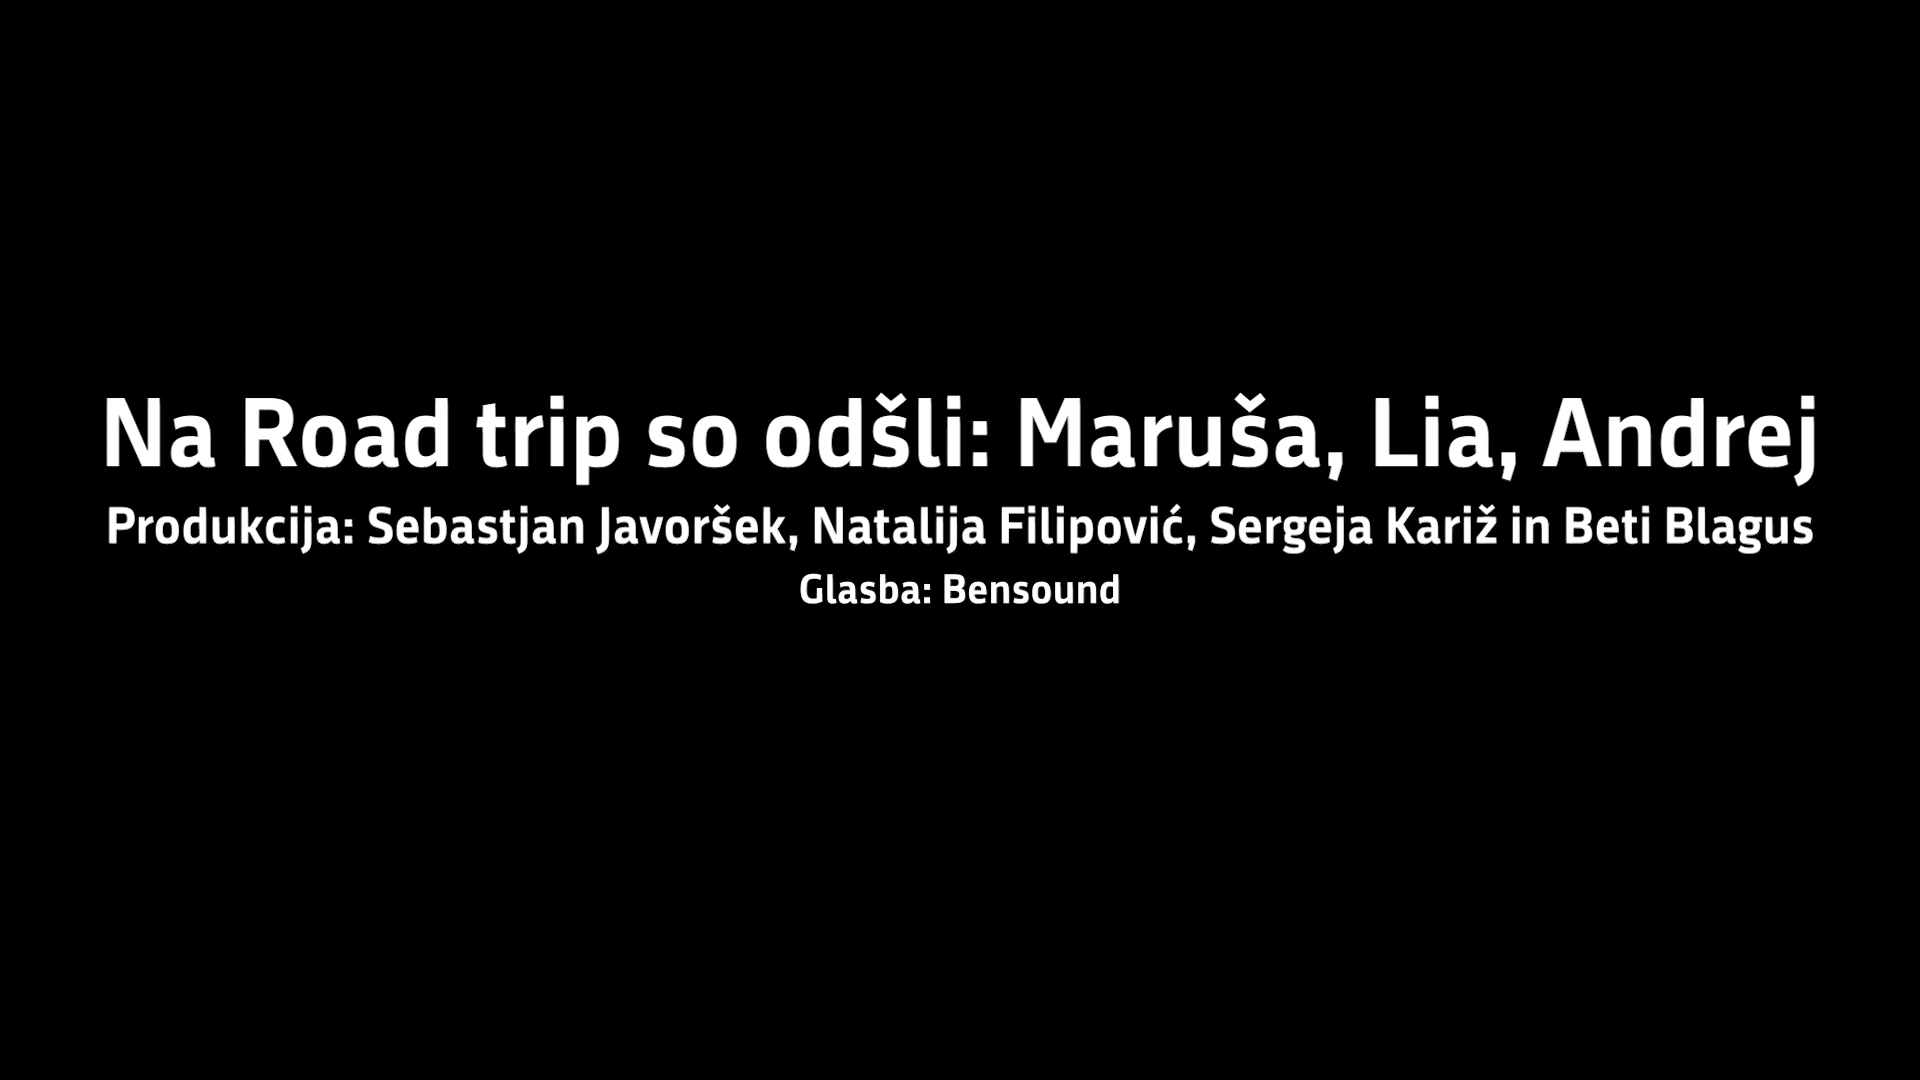 Na Road trip so odšli: Maruša, Lia, Andrej
Produkcija: Sebastjan Javoršek, Natalija Filipović, Sergeja Kariž in Beti Blagus
Glasba: Bensound